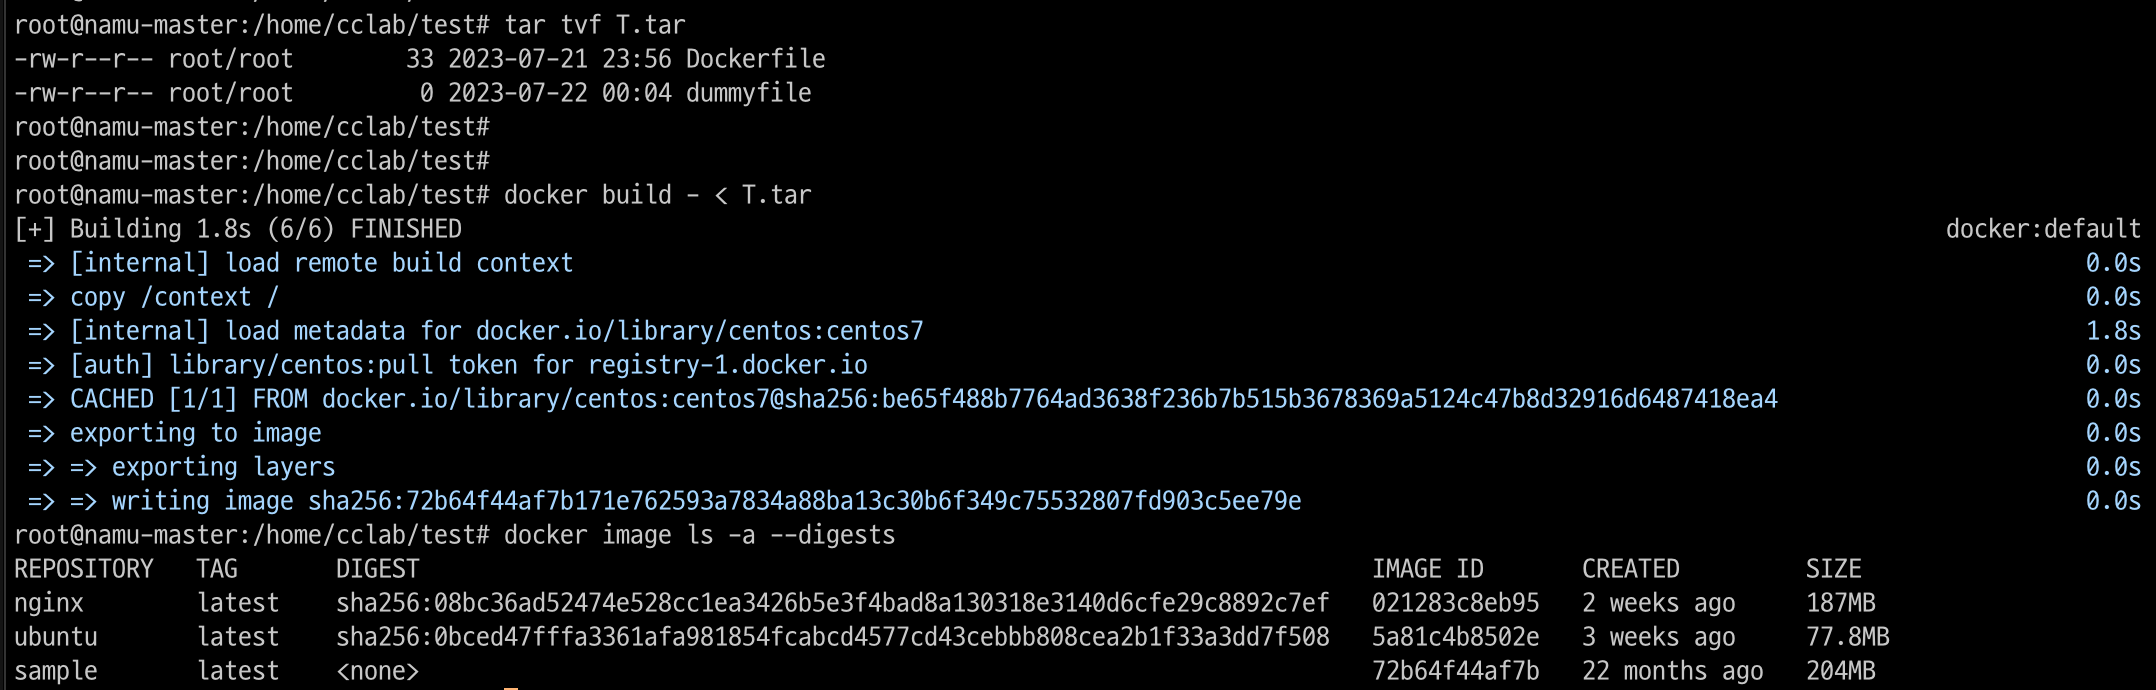 root@namu-master:/home/cclab/test# tar tvf T.tar
-rw-r--r-- root/root        33 2023-07-21 23:56 Dockerfile
-rw-r--r-- root/root         0 2023-07-22 00:04 dummyfile
root@namu-master:/home/cclab/test#
root@namu-master:/home/cclab/test#
root@namu-master:/home/cclab/test# docker build - < T.tar
[+] Building 1.8s (6/6) FINISHED docker:default
 => [internal] load remote build context 0.0s
 => copy /context / 0.0s
 => [internal] load metadata for docker.io/library/centos:centos7 1.8s
 => [auth] library/centos:pull token for registry-1.docker.io 0.0s
 => CACHED [1/1] FROM docker.io/library/centos:centos7@sha256:be65f488b7764ad3638f236b7b515b3678369a5124c47b8d32916d6487418ea4 0.0s
 => exporting to image 0.0s
 => => exporting layers 0.0s
 => => writing image sha256:72b64f44af7b171e762593a7834a88ba13c30b6f349c75532807fd903c5ee79e 0.0s
root@namu-master:/home/cclab/test# docker image ls -a --digests
REPOSITORY   TAG       DIGEST                                                                    IMAGE ID       CREATED         SIZE
nginx        latest    sha256:08bc36ad52474e528cc1ea3426b5e3f4bad8a130318e3140d6cfe29c8892c7ef   021283c8eb95   2 weeks ago     187MB
ubuntu       latest    sha256:0bced47fffa3361afa981854fcabcd4577cd43cebbb808cea2b1f33a3dd7f508   5a81c4b8502e   3 weeks ago     77.8MB
sample       latest    <none>                                                                    72b64f44af7b   22 months ago   204MB